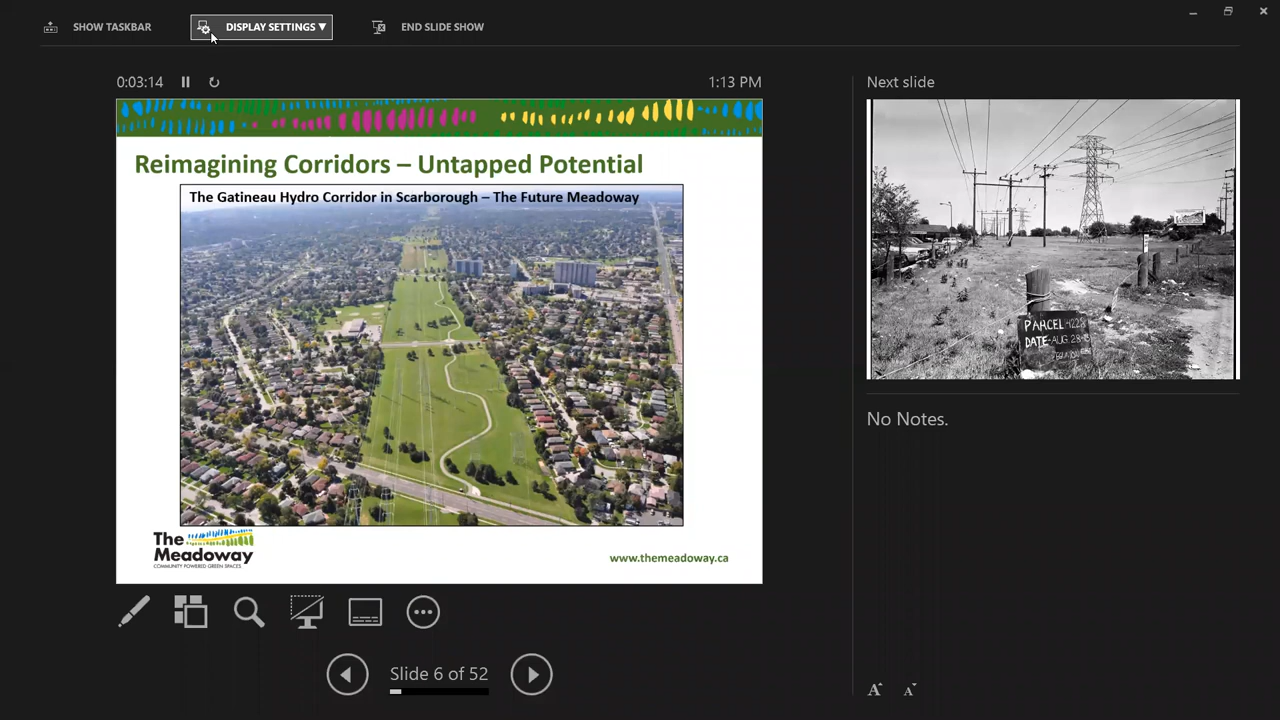 SHOW TASKBAR
DISPLAY SETTINGS ▼
END SLIDE SHOW
0:03:14
1:13 PM
Next slide
Reimagining Corridors – Untapped Potential
The Gatineau Hydro Corridor in Scarborough – The Future Meadoway
The
Meadoway
COMMUNITY POWERED GREEN SPACES
www.themeadoway.ca
PARCEL
DATE-AUG. 28
No Notes.
Slide 6 of 52
A
A